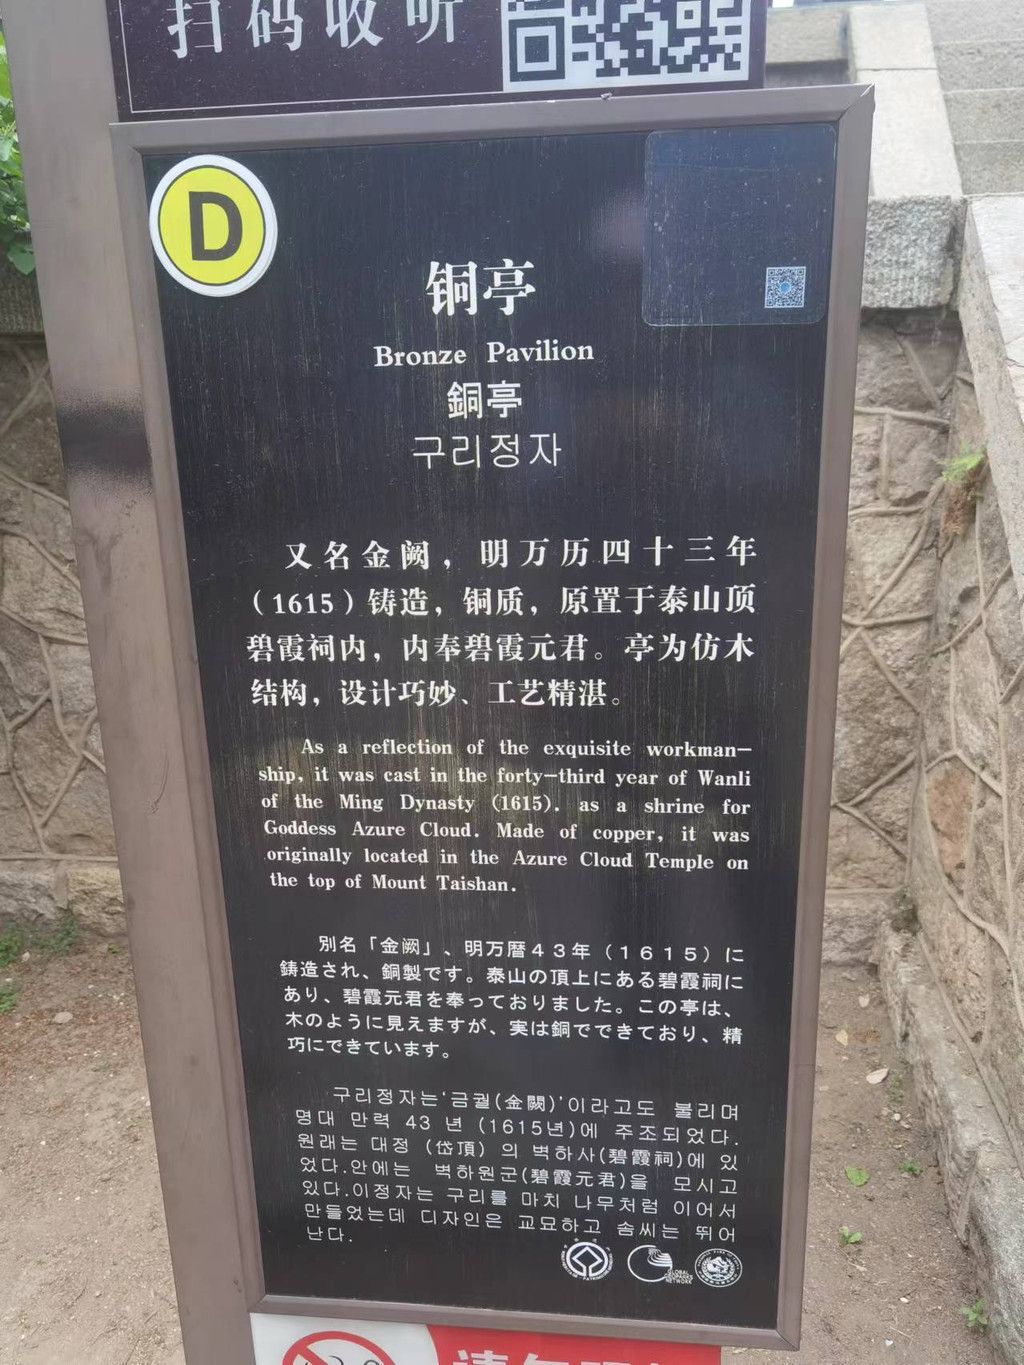 扫码收听
D
铜亭
Bronze Pavilion
銅亭
구리정자
又名金阙，明万历四十三年
（1615）铸造，铜质，原置于泰山顶
碧霞祠内，内奉碧霞元君。亭为仿木
结构，设计巧妙、工艺精湛。
As a reflection of the exquisite workman-
ship, it was cast in the forty-third year of Wanli
of the Ming Dynasty (1615). as a shrine for
Goddess Azure Cloud. Made of copper, it was
originally located in the Azure Cloud Temple on
the top of Mount Taishan.
別名「金阙」、明万暦４３年（１６１５）に
鋳造され、銅製です。泰山の頂上にある碧霞祠に
あり、碧霞元君を奉っておりました。この亭は、
木のように見えますが、実は銅でできており、精
巧にできています。
구리정자는‘금궐(金闕)’이라고도 불리며
명대 만력 43 년 (1615년)에 주조되었다.
원래는 대정 (岱頂) 의 벽하사(碧霞祠)에 있
었다.안에는 벽하원군(碧霞元君)을 모시고
있다.이정자는 구리를 마치 나무처럼 이어서
만들었는데 디자인은 교묘하고 솜씨는 뛰어
난다.
GLOBAL
GEOPARKS
NETWORK